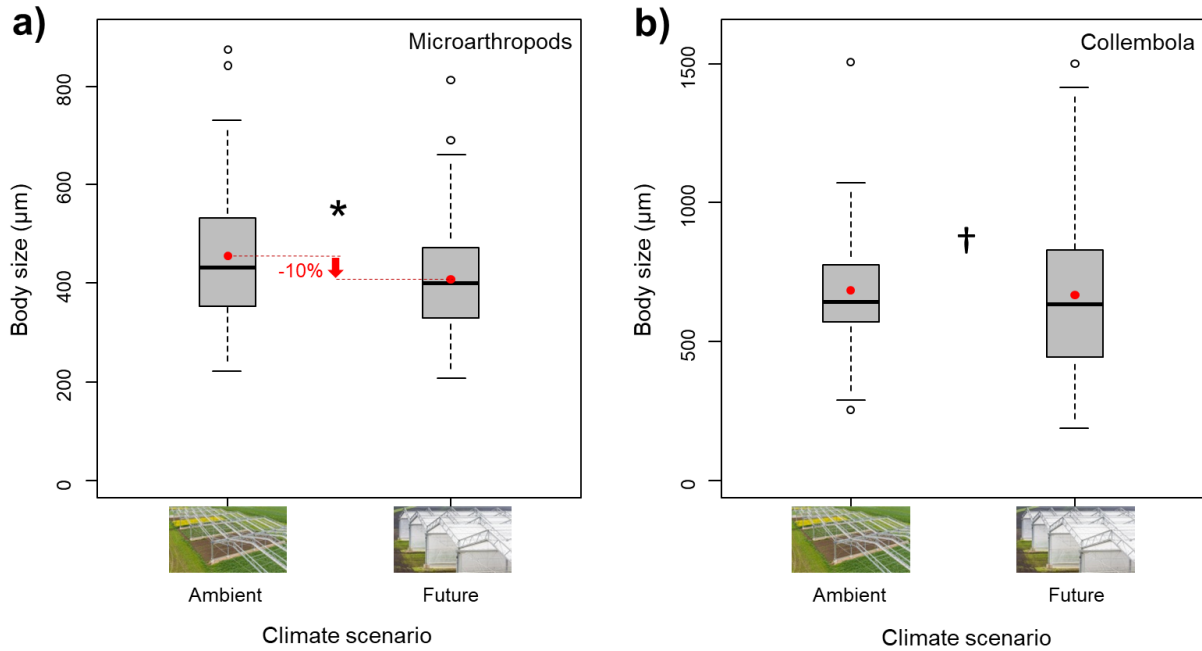 a)
Microarthropods
Body size (µm)
800
600
400
200
0
*
-10%
Ambient
Future
Climate scenario
b)
Collembola
Body size (µm)
1500
1000
500
0
†
Ambient
Future
Climate scenario